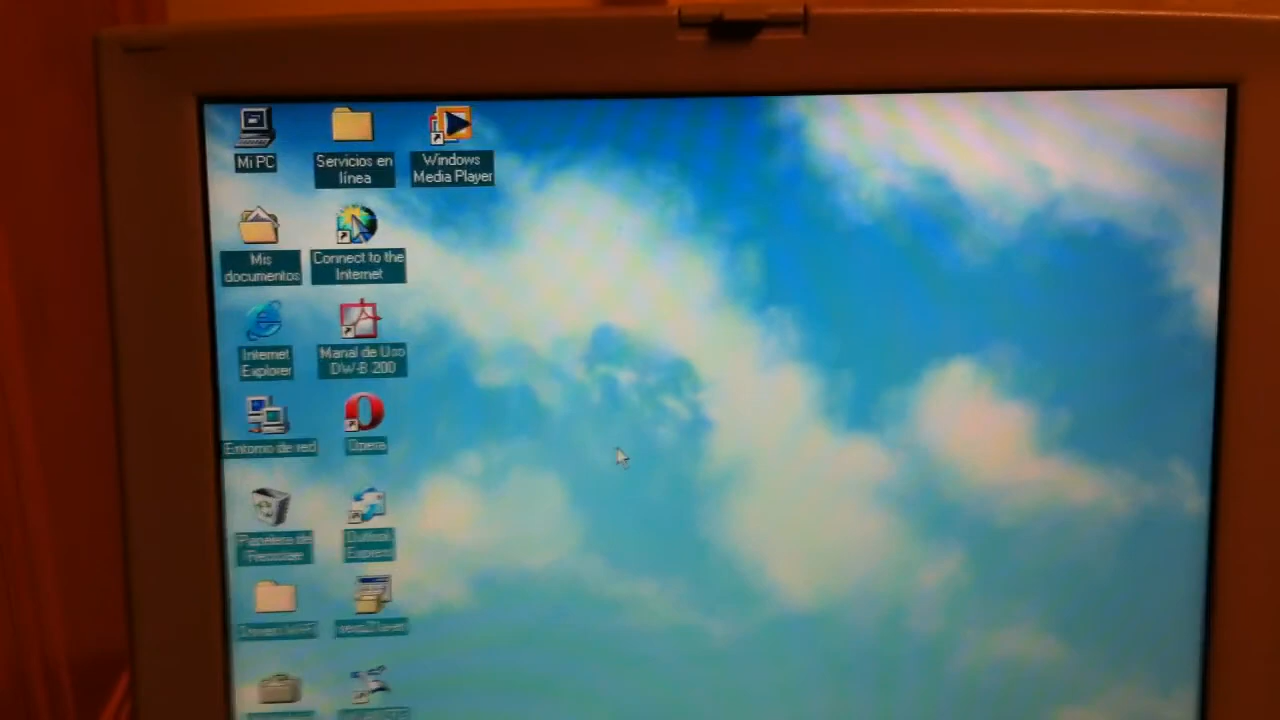 Mi PC
Servicios en
línea
Windows
Media Player
Mis
documentos
Connect to the
Internet
Internet
Explorer
Manal de Uso
DW-B 200
Entorno de red
Opera
Papelera de
Reciclaje
Outlook
Express